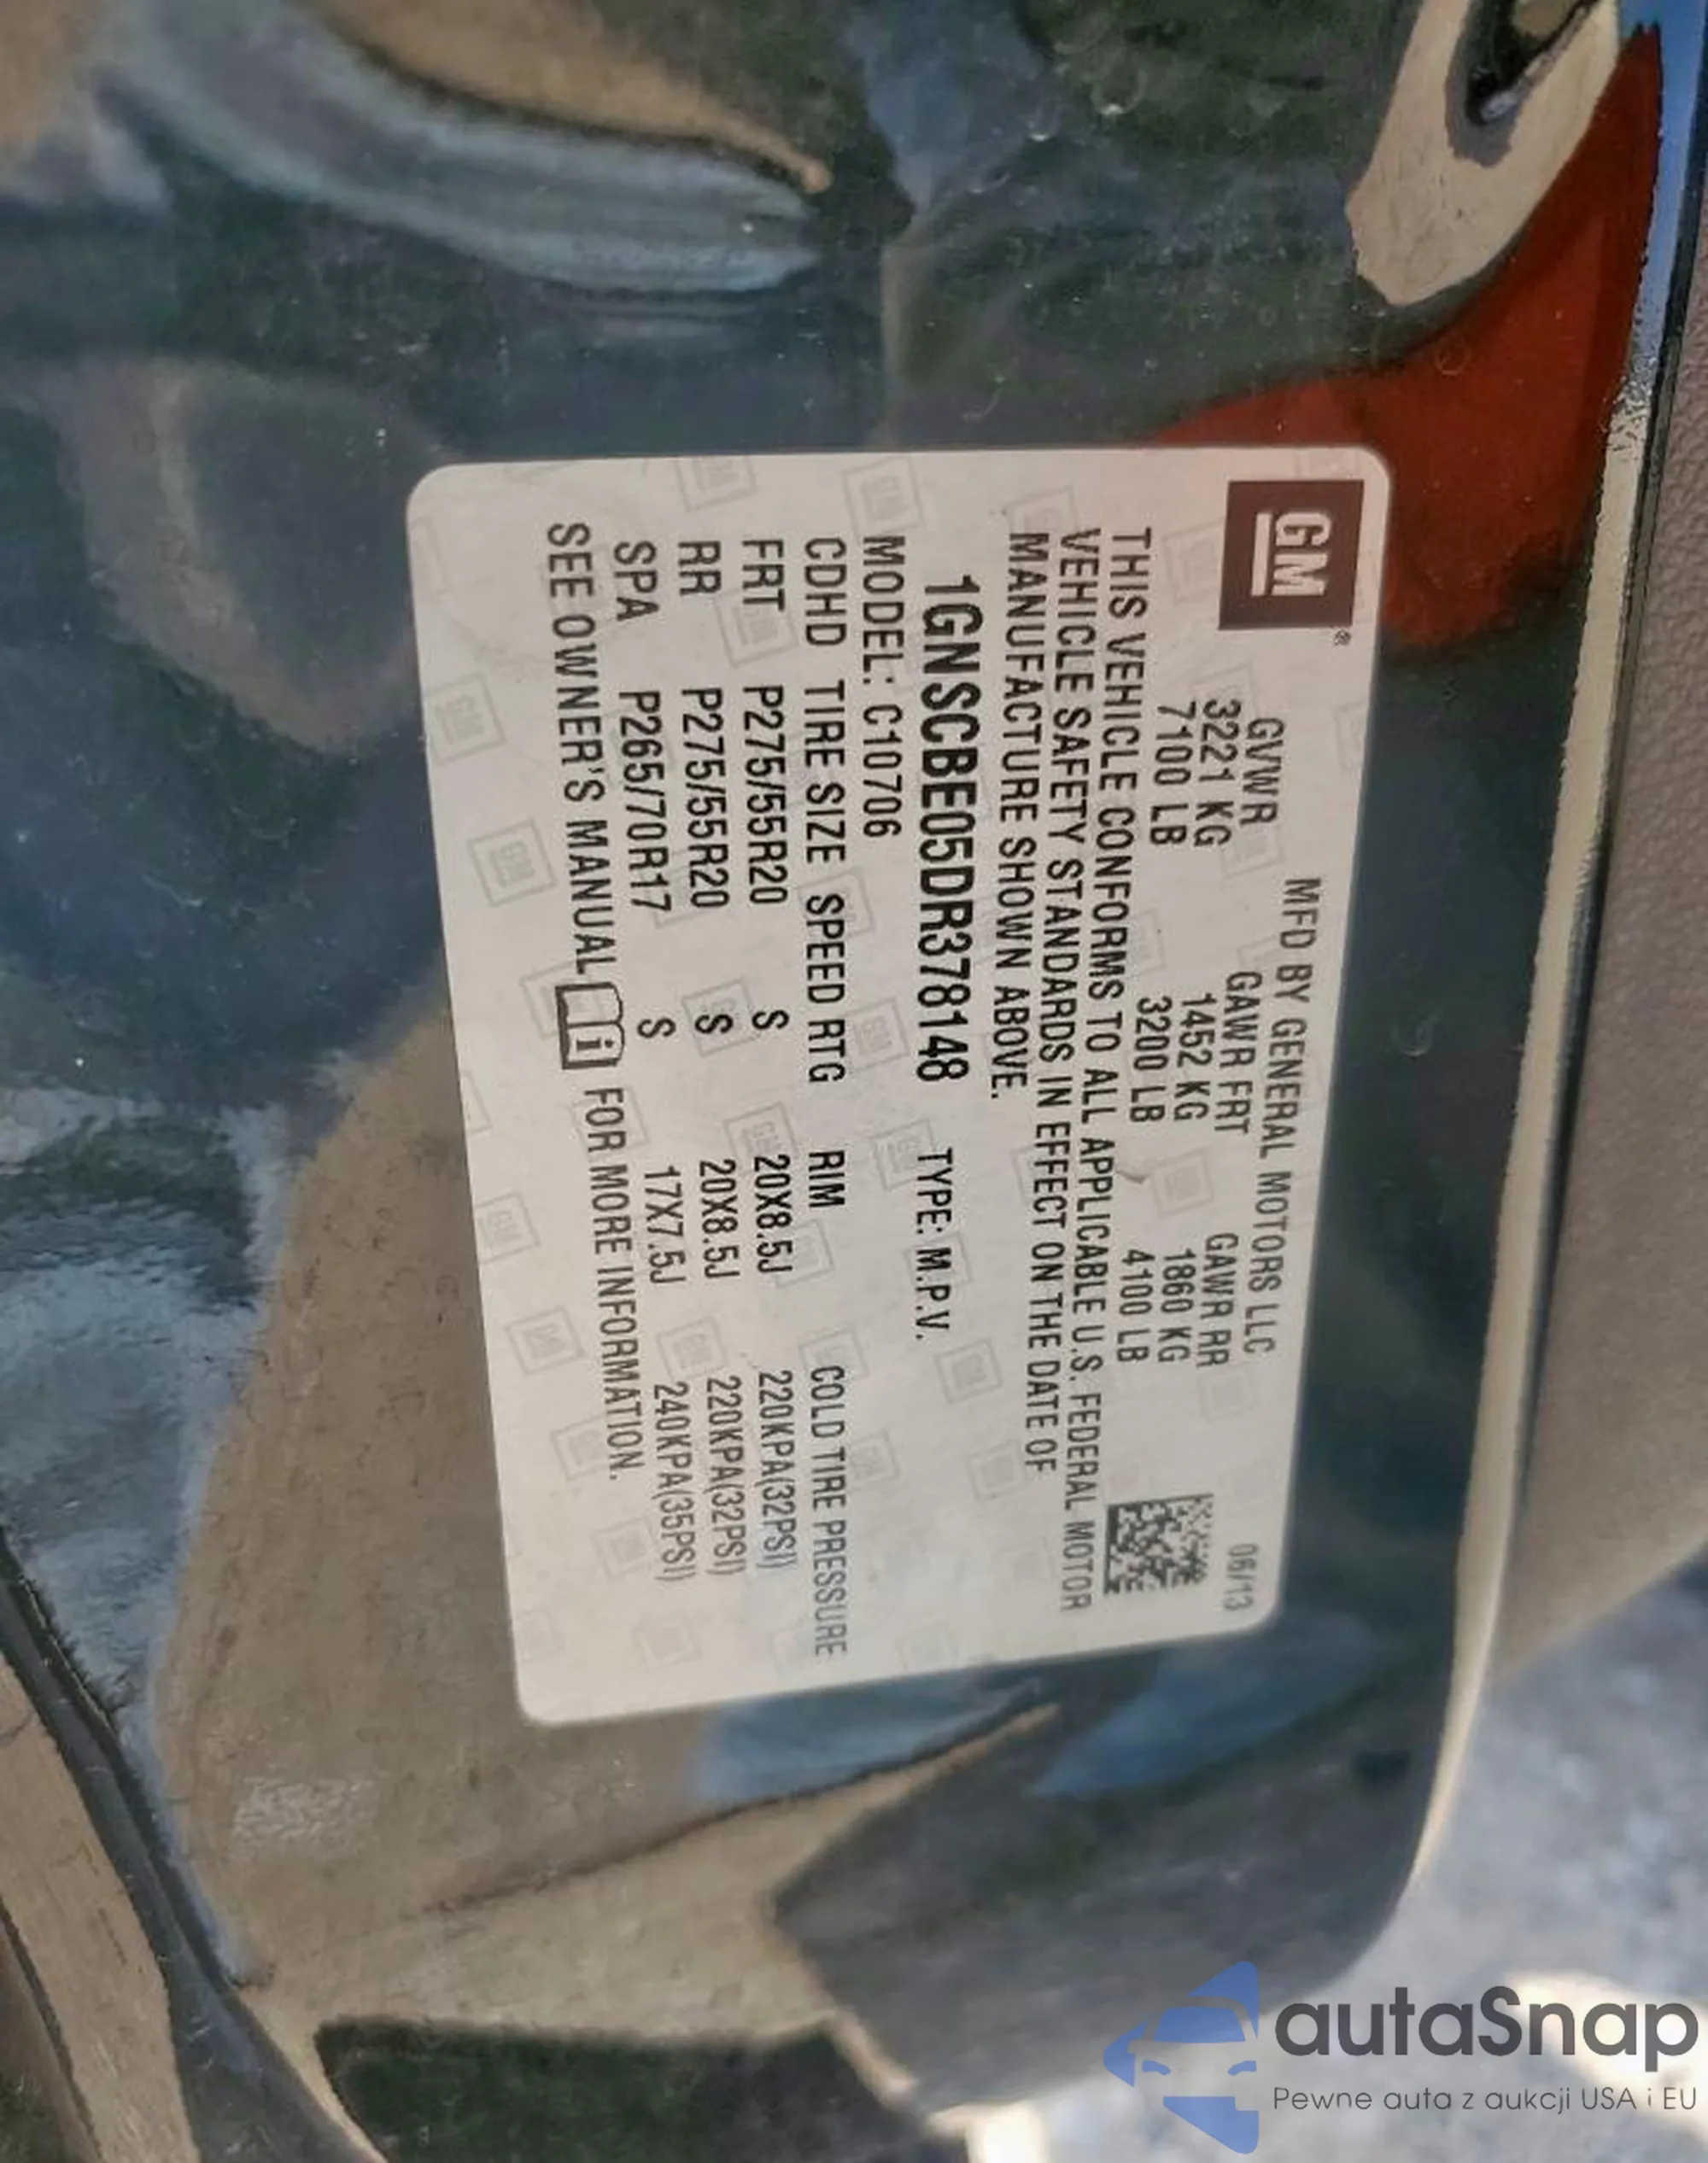 GM®
MFD BY GENERAL MOTORS LLC 06/13
GVWR GAWR FRT GAWR RR
3221 KG 1452 KG 1860 KG
7100 LB 3200 LB 4100 LB
THIS VEHICLE CONFORMS TO ALL APPLICABLE U.S. FEDERAL MOTOR
VEHICLE SAFETY STANDARDS IN EFFECT ON THE DATE OF
MANUFACTURE SHOWN ABOVE.
1GNSCBE05DR378148 TYPE: M.P.V.
MODEL: C10706
CDHD TIRE SIZE SPEED RTG RIM COLD TIRE PRESSURE
FRT P275/55R20 S 20X8.5J 220KPA(32PSI)
RR P275/55R20 S 20X8.5J 220KPA(32PSI)
SPA P265/70R17 S 17X7.5J 240KPA(35PSI)
SEE OWNER'S MANUAL i FOR MORE INFORMATION.
autaSnap
Pewne auta z aukcji USA i EU